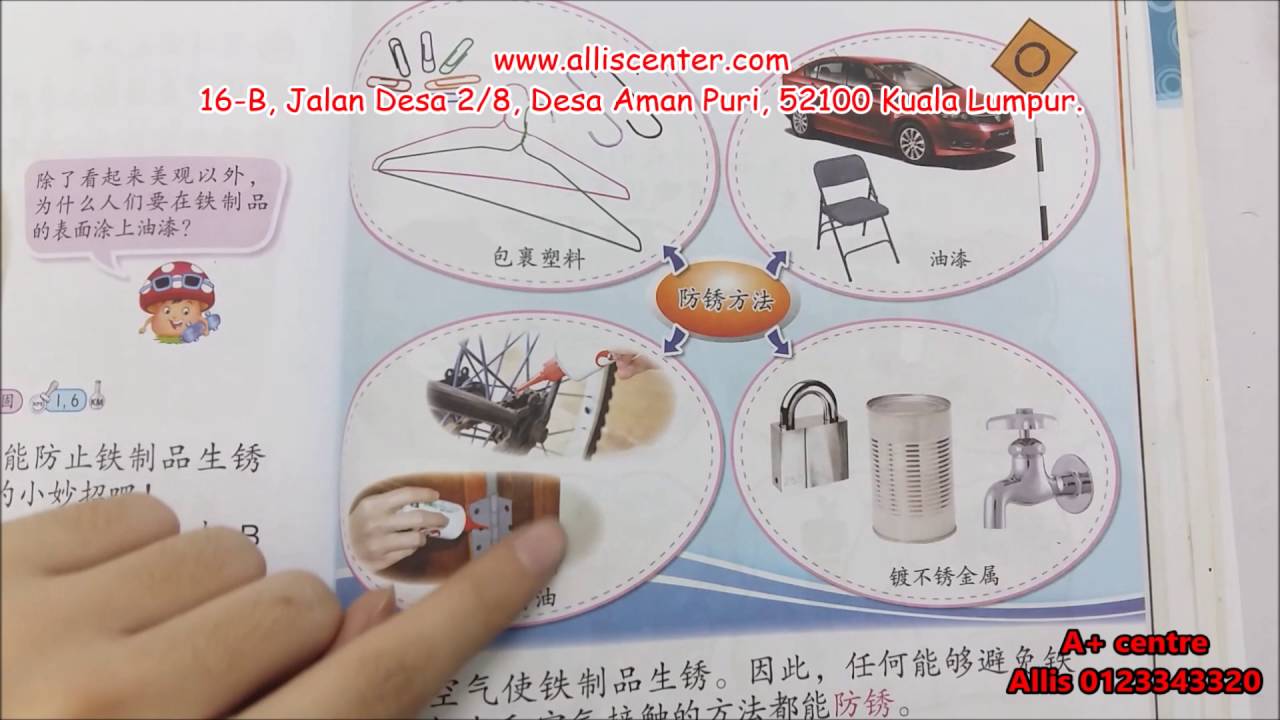 www.alliscenter.com
16-B, Jalan Desa 2/8, Desa Aman Puri, 52100 Kuala Lumpur.
除了看起来美观以外，
为什么人们要在铁制品
的表面涂上油漆？
包裹塑料
油漆
防锈方法
1,6
能防止铁制品生锈
的小妙招吧！
B
油
镀不锈金属
空气使铁制品生锈。因此，任何能够避免铁
接触的方法都能防锈。
A+ centre
Allis 0123343320